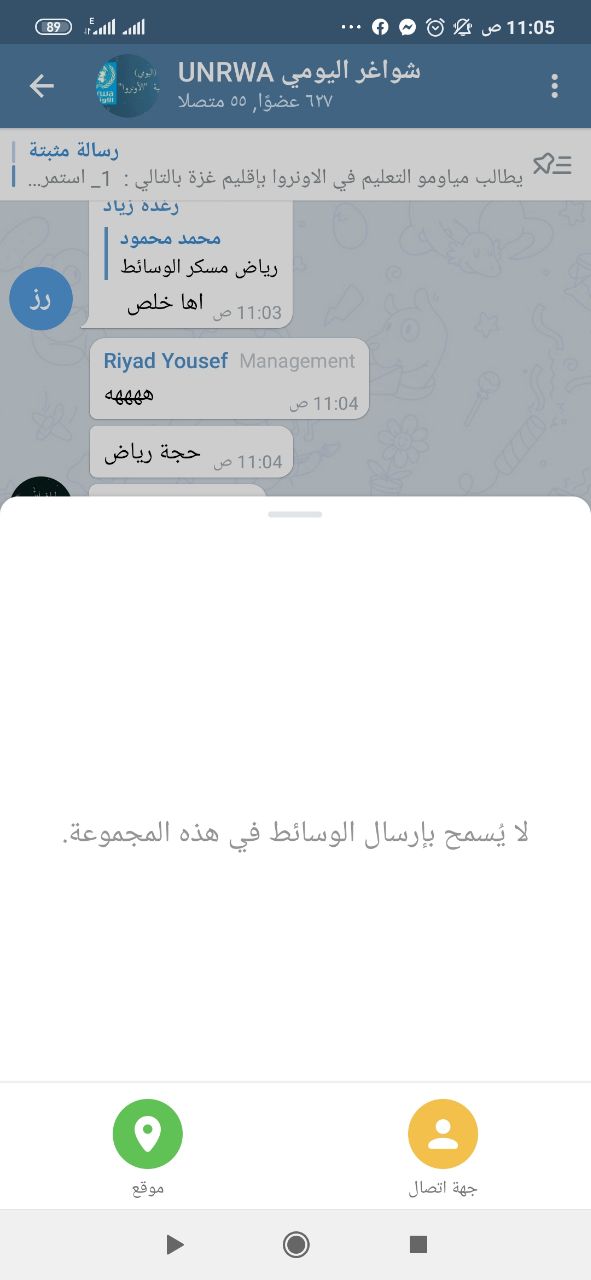 89
11:05 ص
شواغر اليومي UNRWA
٦٢٧ عضوًا, ٥٥ متصلا
رسالة مثبتة
يطالب مياومو التعليم في الاونروا بإقليم غزة بالتالي : 1_ استمر...
رغدة زياد
محمد محمود
رياض مسكر الوسائط
اها خلص
11:03 ص
رز
Riyad Yousef Management
ههههه
11:04 ص
حجة رياض
11:04 ص
لا يُسمح بإرسال الوسائط في هذه المجموعة.
موقع
جهة اتصال